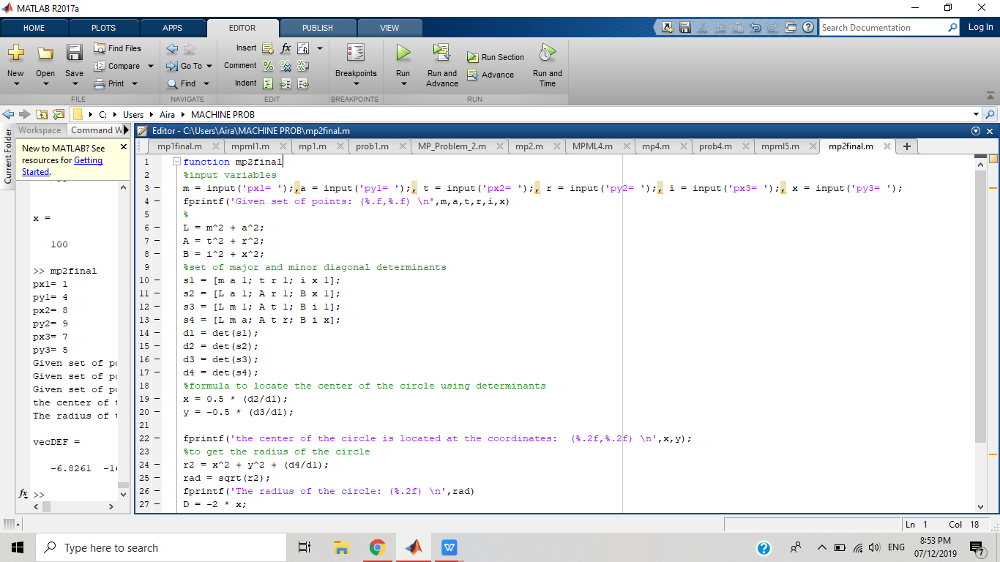 MATLAB R2017a
HOME PLOTS APPS EDITOR PUBLISH VIEW
Search Documentation
Log In
New
Open
Save
Find Files
Compare
Print
Go To
Find
Insert fx
Comment
Indent
Breakpoints
Run
Run and Advance
Run Section
Advance
Run and Time
FILE NAVIGATE EDIT BREAKPOINTS RUN
C: Users Aira MACHINE PROB
Current Folder
Workspace Command W
New to MATLAB? See
resources for Getting
Started.
x =
100
>> mp2final
px1= 1
py1= 4
px2= 8
py2= 9
px3= 7
py3= 5
Given set of po
Given set of po
Given set of po
the center of t
The radius of t
vecDEF =
-6.8261 -16
fx >>
Editor - C:\Users\Aira\MACHINE PROB\mp2final.m
mp1final.m mpml1.m mp1.m prob1.m MP_Problem_2.m mp2.m MPML4.m mp4.m prob4.m mpml5.m mp2final.m +
1 function mp2final
2 %input variables
3 – m = input('px1= ');,a = input('py1= ');, t = input('px2= ');, r = input('py2= ');, i = input('px3= ');, x = input('py3= ');
4 – fprintf('Given set of points: (%.f,%.f) \n',m,a,t,r,i,x)
5 %
6 – L = m^2 + a^2;
7 – A = t^2 + r^2;
8 – B = i^2 + x^2;
9 %set of major and minor diagonal determinants
10 – s1 = [m a 1; t r 1; i x 1];
11 – s2 = [L a 1; A r 1; B x 1];
12 – s3 = [L m 1; A t 1; B i 1];
13 – s4 = [L m a; A t r; B i x];
14 – d1 = det(s1);
15 – d2 = det(s2);
16 – d3 = det(s3);
17 – d4 = det(s4);
18 %formula to locate the center of the circle using determinants
19 – x = 0.5 * (d2/d1);
20 – y = -0.5 * (d3/d1);
21
22 – fprintf('the center of the circle is located at the coordinates:  (%.2f,%.2f) \n',x,y);
23 %to get the radius of the circle
24 – r2 = x^2 + y^2 + (d4/d1);
25 – rad = sqrt(r2);
26 – fprintf('The radius of the circle: (%.2f) \n',rad)
27 – D = -2 * x;
Ln 1 Col 18
Type here to search
ENG
8:53 PM
07/12/2019
7